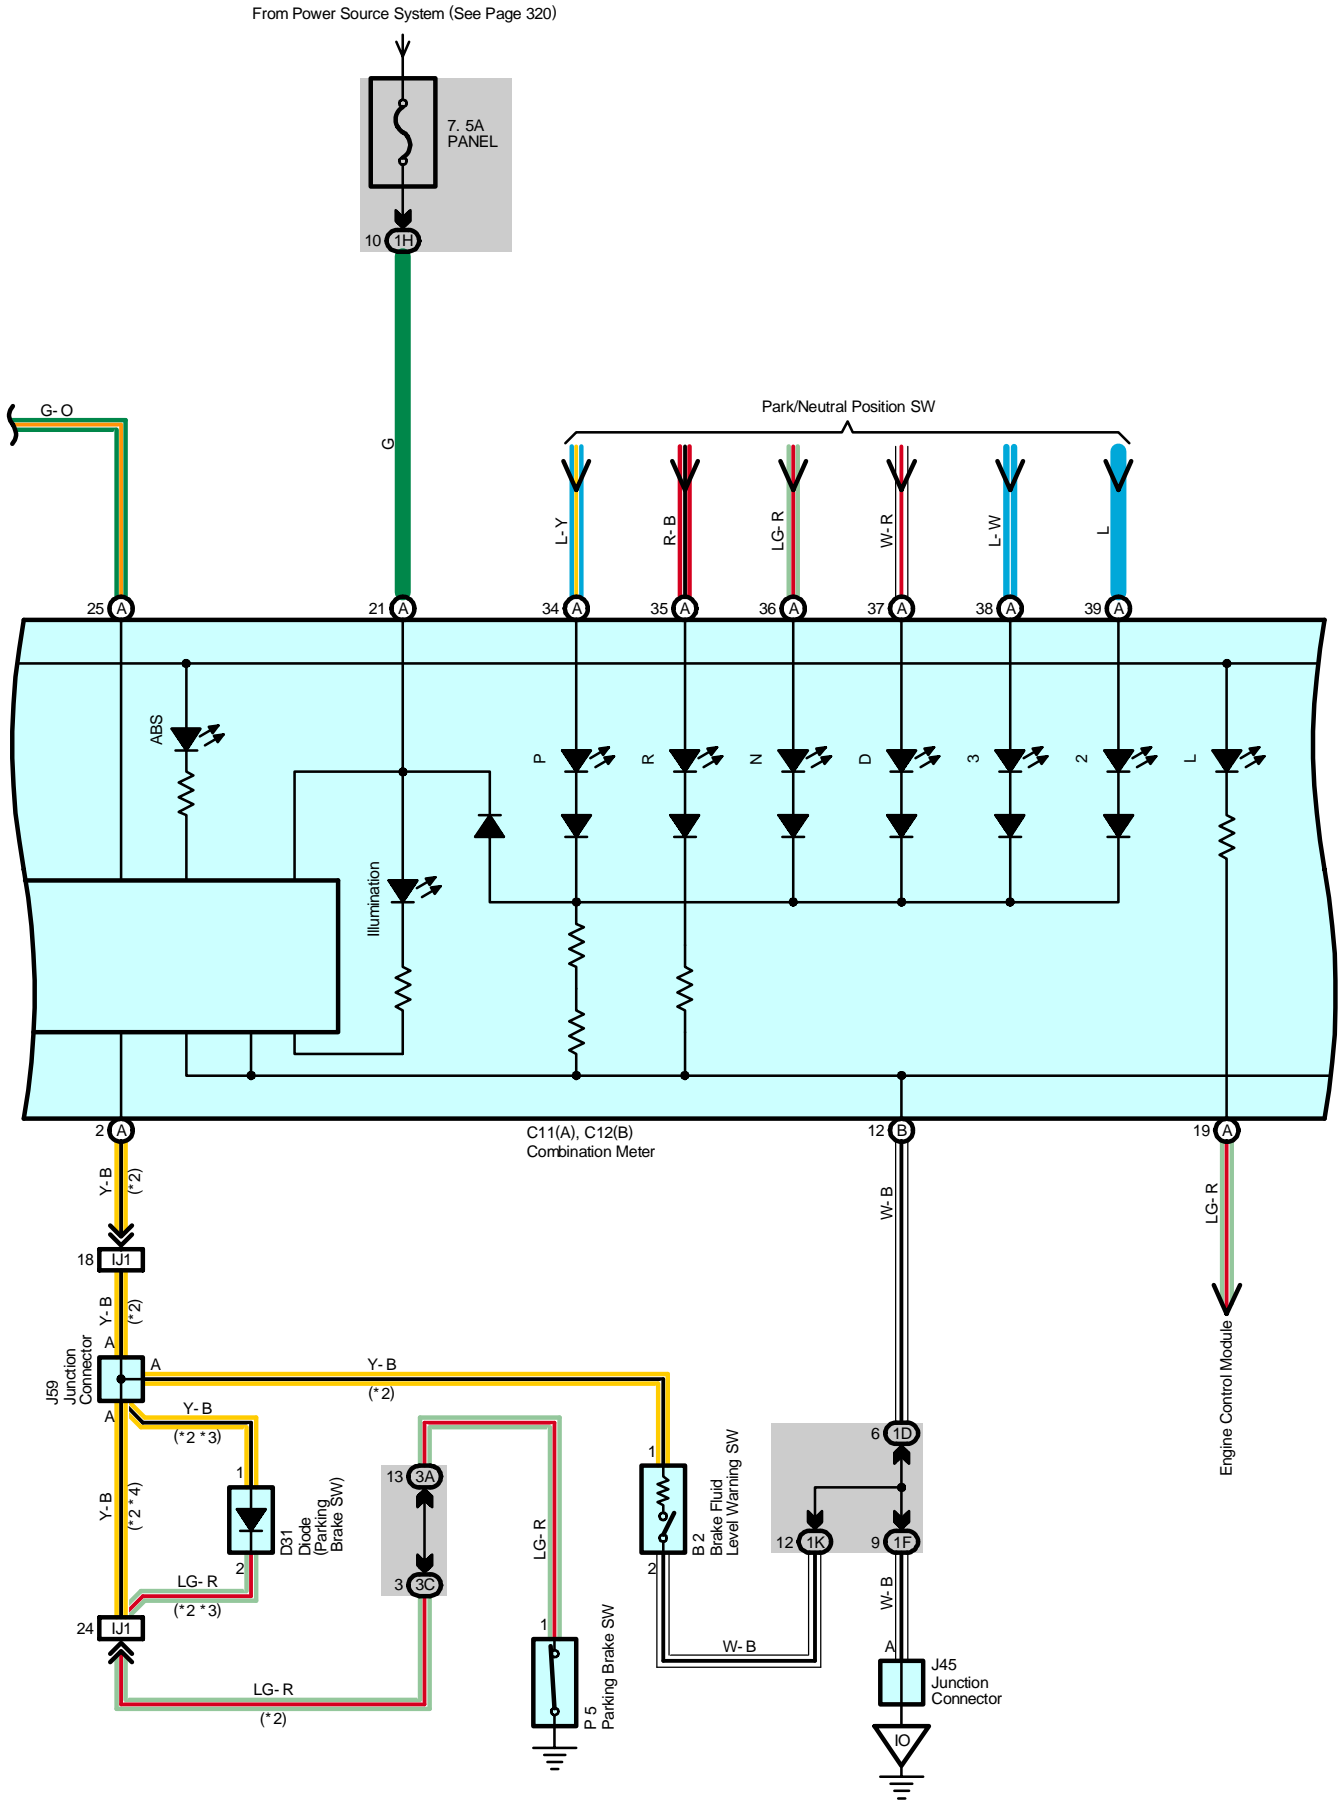 From Power Source System (See Page 320)
7. 5A
PANEL
10 1H
G- O
G
Park/Neutral Position SW
L- Y
R- B
LG- R
W- R
L- W
L
25 A
21 A
34 A
35 A
36 A
37 A
38 A
39 A
ABS
P
R
N
D
3
2
L
Illumination
2 A
C11(A), C12(B)
Combination Meter
12 B
19 A
Y- B
(*2)
W- B
LG- R
18 IJ1
Y- B
(*2)
Engine Control Module
A
J59
Junction
Connector
A
Y- B
(*2)
A
Y- B
(*2 *3)
Y- B
(*2 *4)
1
D31
Diode
(Parking
Brake SW)
2
LG- R
(*2 *3)
24 IJ1
LG- R
(*2)
13 3A
3 3C
LG- R
1
P 5
Parking Brake SW
1
B 2
Brake Fluid
Level Warning SW
2
W- B
6 1D
12 1K
9 1F
W- B
A
J45
Junction
Connector
IO